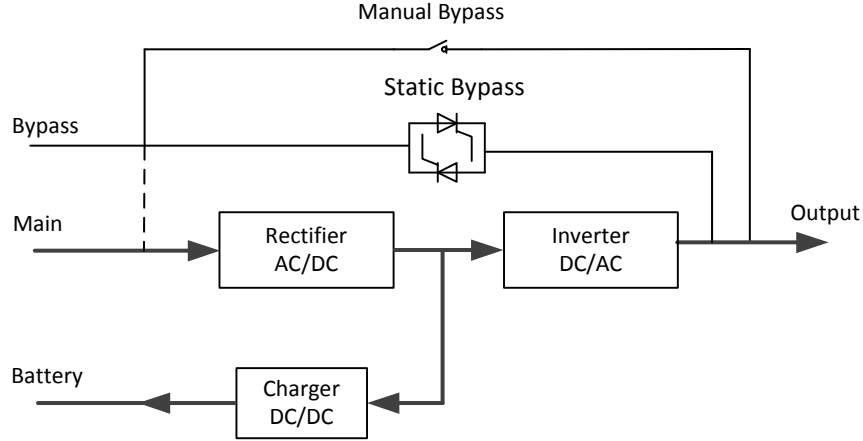 Manual Bypass
Static Bypass
Bypass
Main
Rectifier
AC/DC
Inverter
DC/AC
Output
Battery
Charger
DC/DC